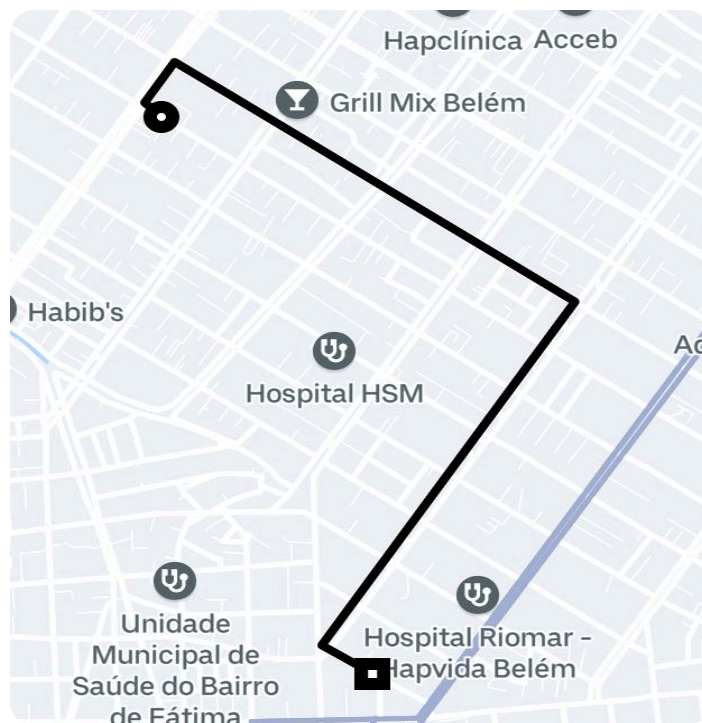 Hapclínica Acceb
Grill Mix Belém
Habib's
Ac
Hospital HSM
Unidade
Municipal de
Saúde do Bairro
de Fátima
Hospital Riomar -
Hapvida Belém